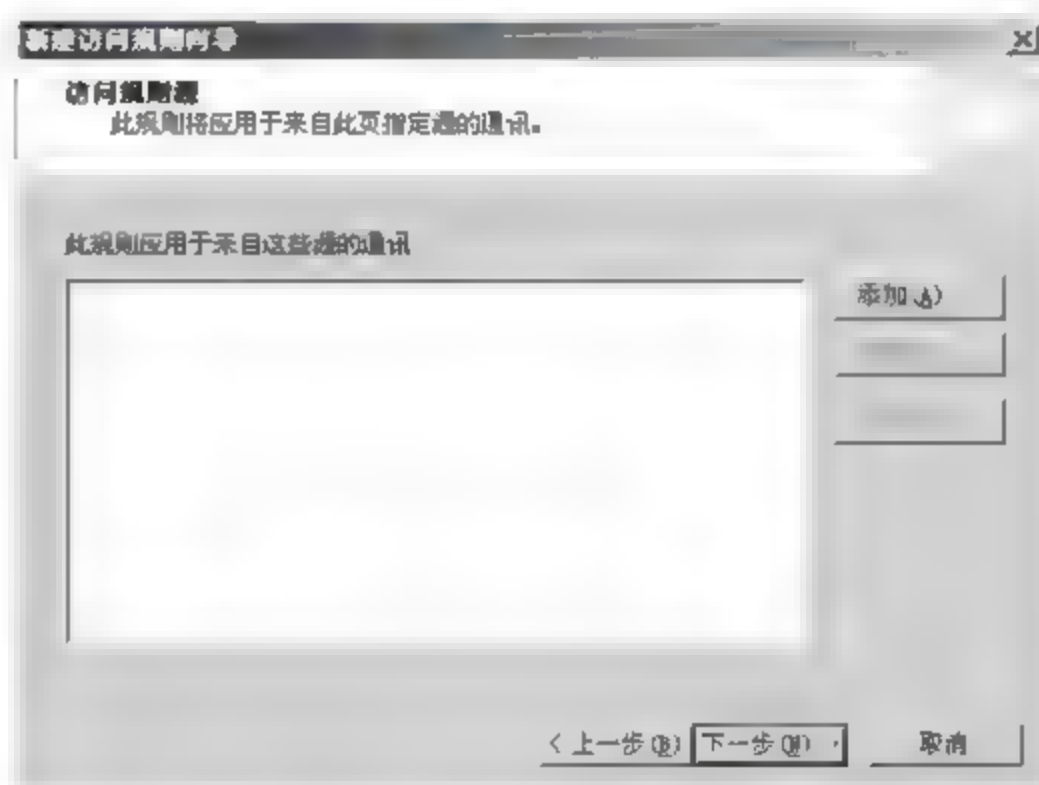 新建访问规则向导
访问规则源
此规则将应用于来自此页指定源的通讯。
此规则应用于来自这些源的通讯
添加(A)
< 上一步(B) 下一步(N) 取消